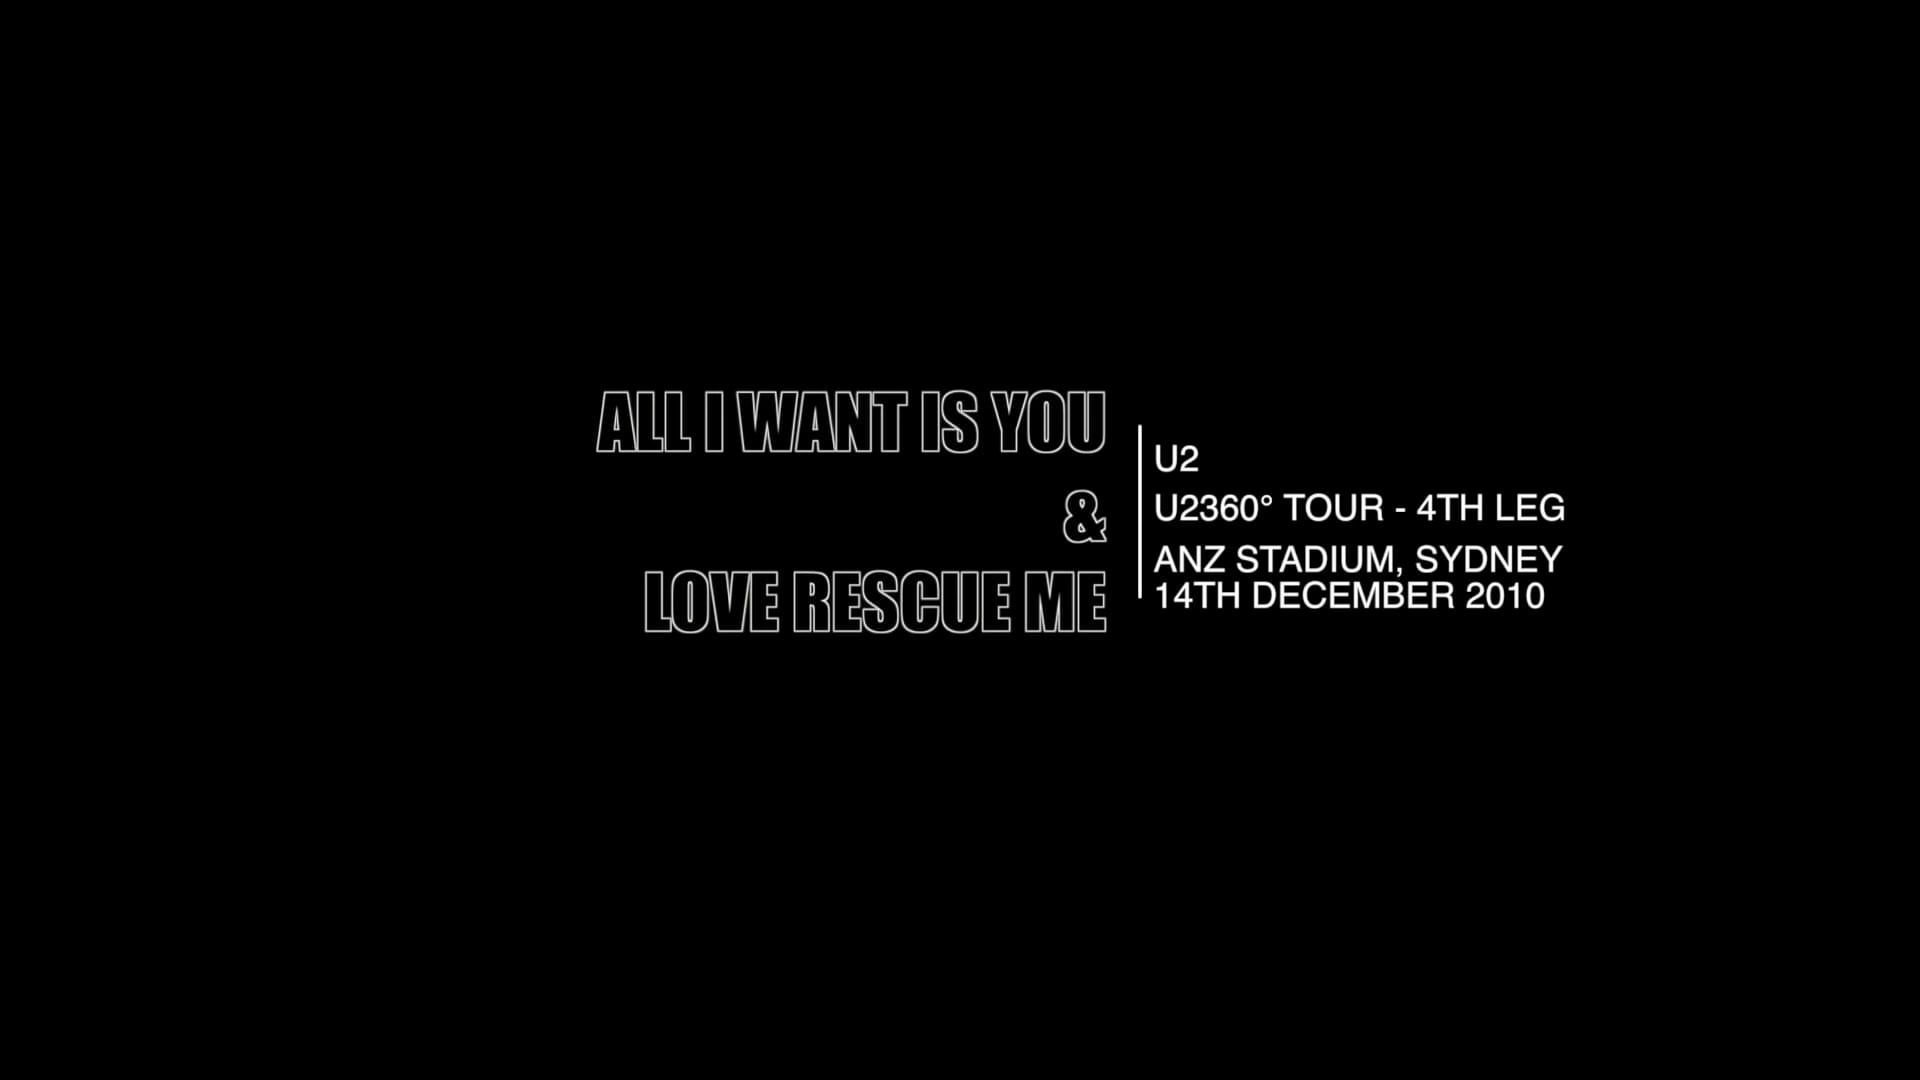 ALL I WANT IS YOU
&
LOVE RESCUE ME
U2
U2360° TOUR - 4TH LEG
ANZ STADIUM, SYDNEY
14TH DECEMBER 2010